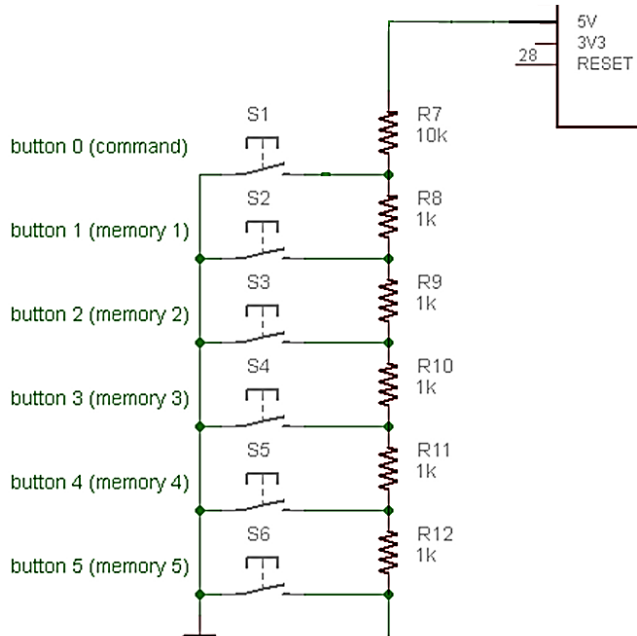 5V
3V3
28
RESET
S1
R7
10k
button 0 (command)
S2
R8
1k
button 1 (memory 1)
S3
R9
1k
button 2 (memory 2)
S4
R10
1k
button 3 (memory 3)
S5
R11
1k
button 4 (memory 4)
S6
R12
1k
button 5 (memory 5)